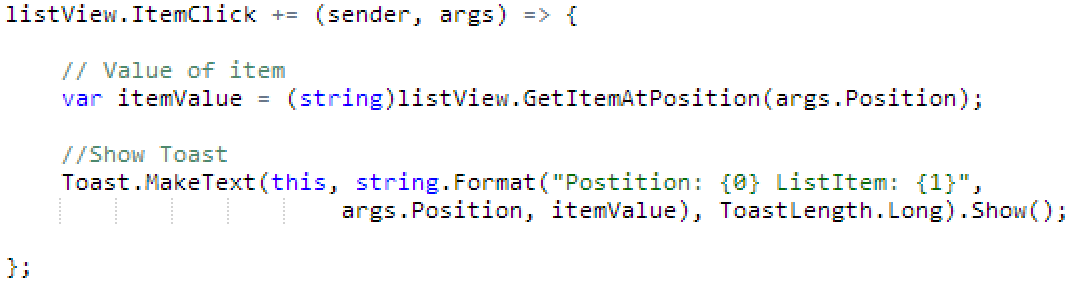 listView.ItemClick += (sender, args) => {
// Value of item
var itemValue = (string)listView.GetItemAtPosition(args.Position);
//Show Toast
Toast.MakeText(this, string.Format("Postition: {0} ListItem: {1}",
args.Position, itemValue), ToastLength.Long).Show();
};